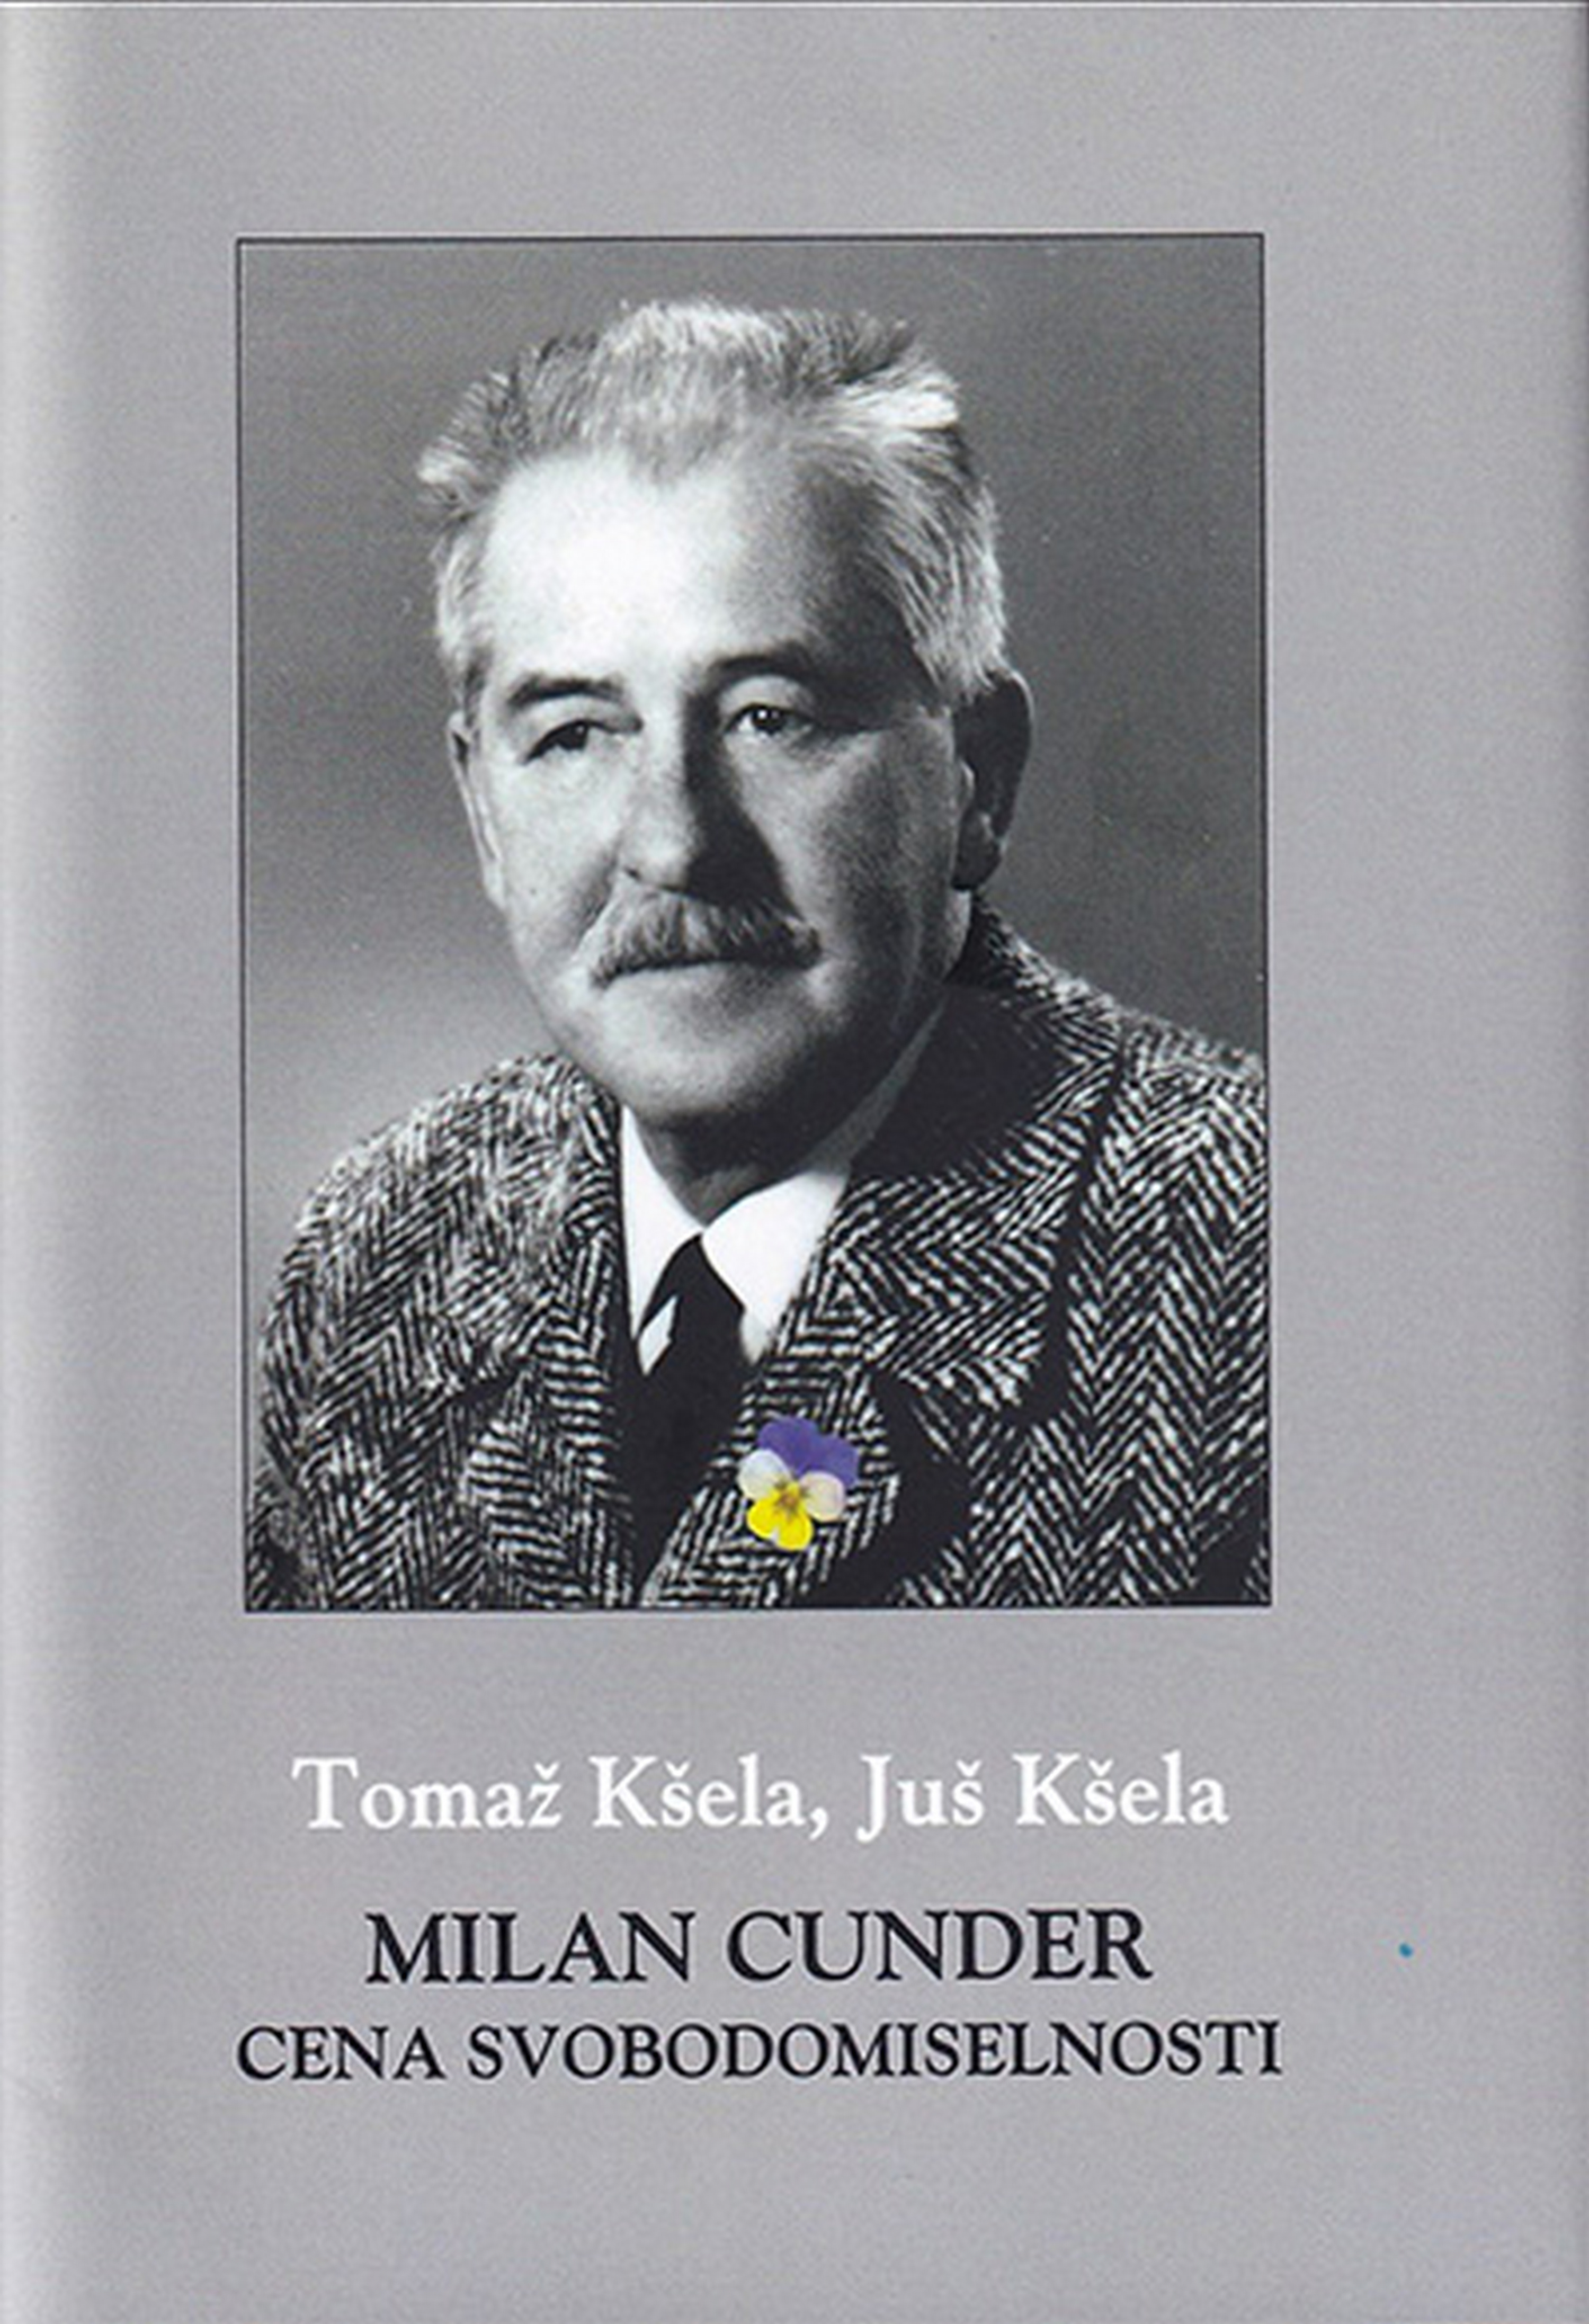 Tomaž Kšela, Juš Kšela
MILAN CUNDER
CENA SVOBODOMISELNOSTI